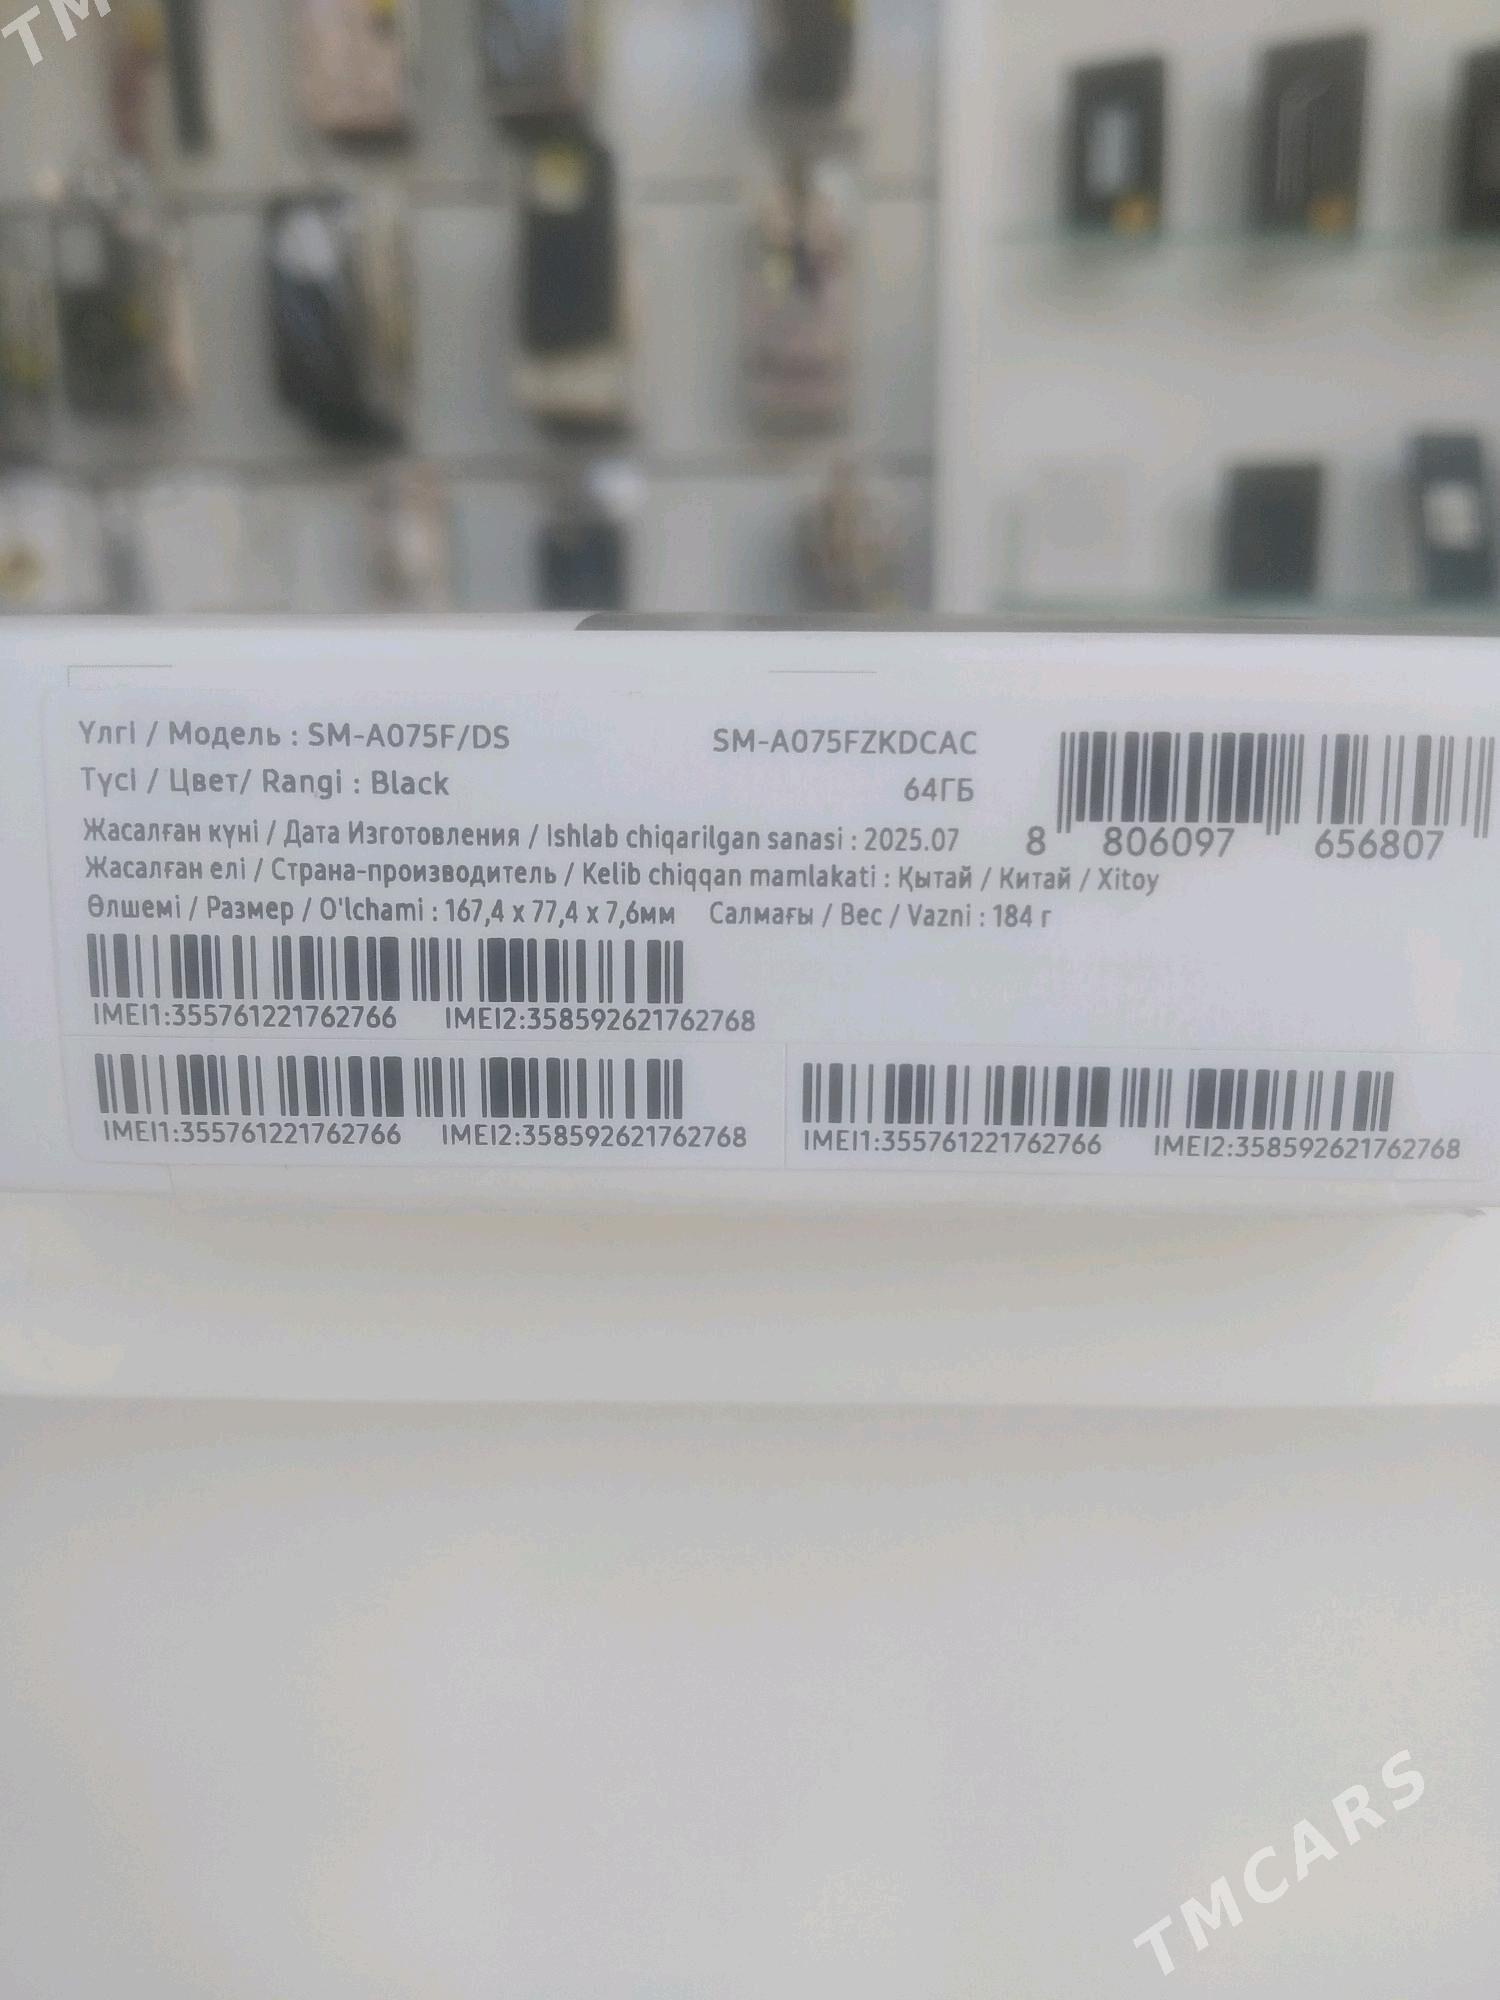 TM
Үлгі / Модель : SM-A075F/DS SM-A075FZKDCAC
Түсі / Цвет/ Rangi : Black 64ГБ
Жасалған күні / Дата Изготовления / Ishlab chiqarilgan sanasi : 2025.07 8 806097 656807
Жасалған елі / Страна-производитель / Kelib chiqqan mamlakati : Қытай / Китай / Xitoy
Өлшемі / Размер / O'lchami : 167,4 x 77,4 x 7,6мм Салмағы / Вес / Vazni : 184 г
IMEI1:355761221762766 IMEI2:358592621762768
IMEI1:355761221762766 IMEI2:358592621762768 IMEI1:355761221762766 IMEI2:358592621762768
TMCARS